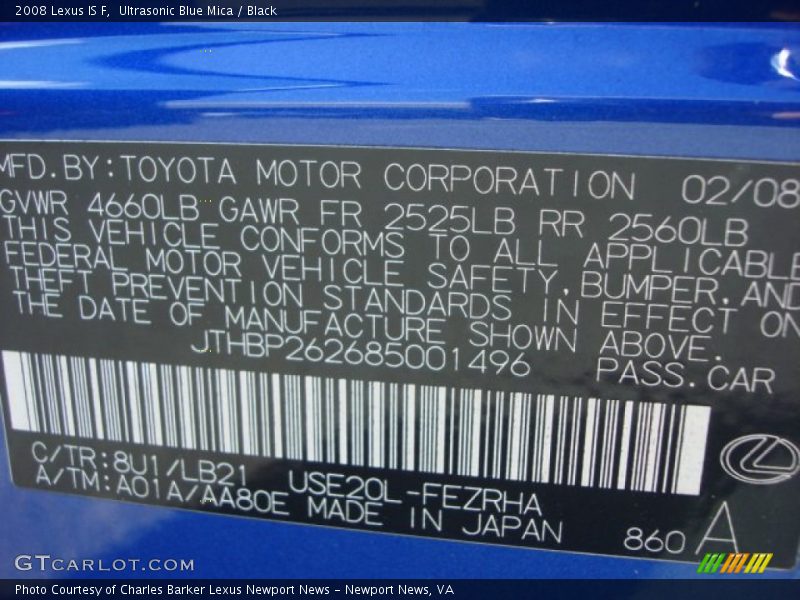 2008 Lexus IS F, Ultrasonic Blue Mica / Black
MFD.BY:TOYOTA MOTOR CORPORATION 02/08
GVWR 4660LB GAWR FR 2525LB RR 2560LB
THIS VEHICLE CONFORMS TO ALL APPLICABLE
FEDERAL MOTOR VEHICLE SAFETY,BUMPER,AND
THEFT PREVENTION STANDARDS IN EFFECT ON
THE DATE OF MANUFACTURE SHOWN ABOVE.
JTHBP262685001496 PASS.CAR
C/TR:8U1/LB21 USE20L-FEZRHA
A/TM:A01A/AA80E MADE IN JAPAN 860 A
GTCARLOT.COM
Photo Courtesy of Charles Barker Lexus Newport News – Newport News, VA